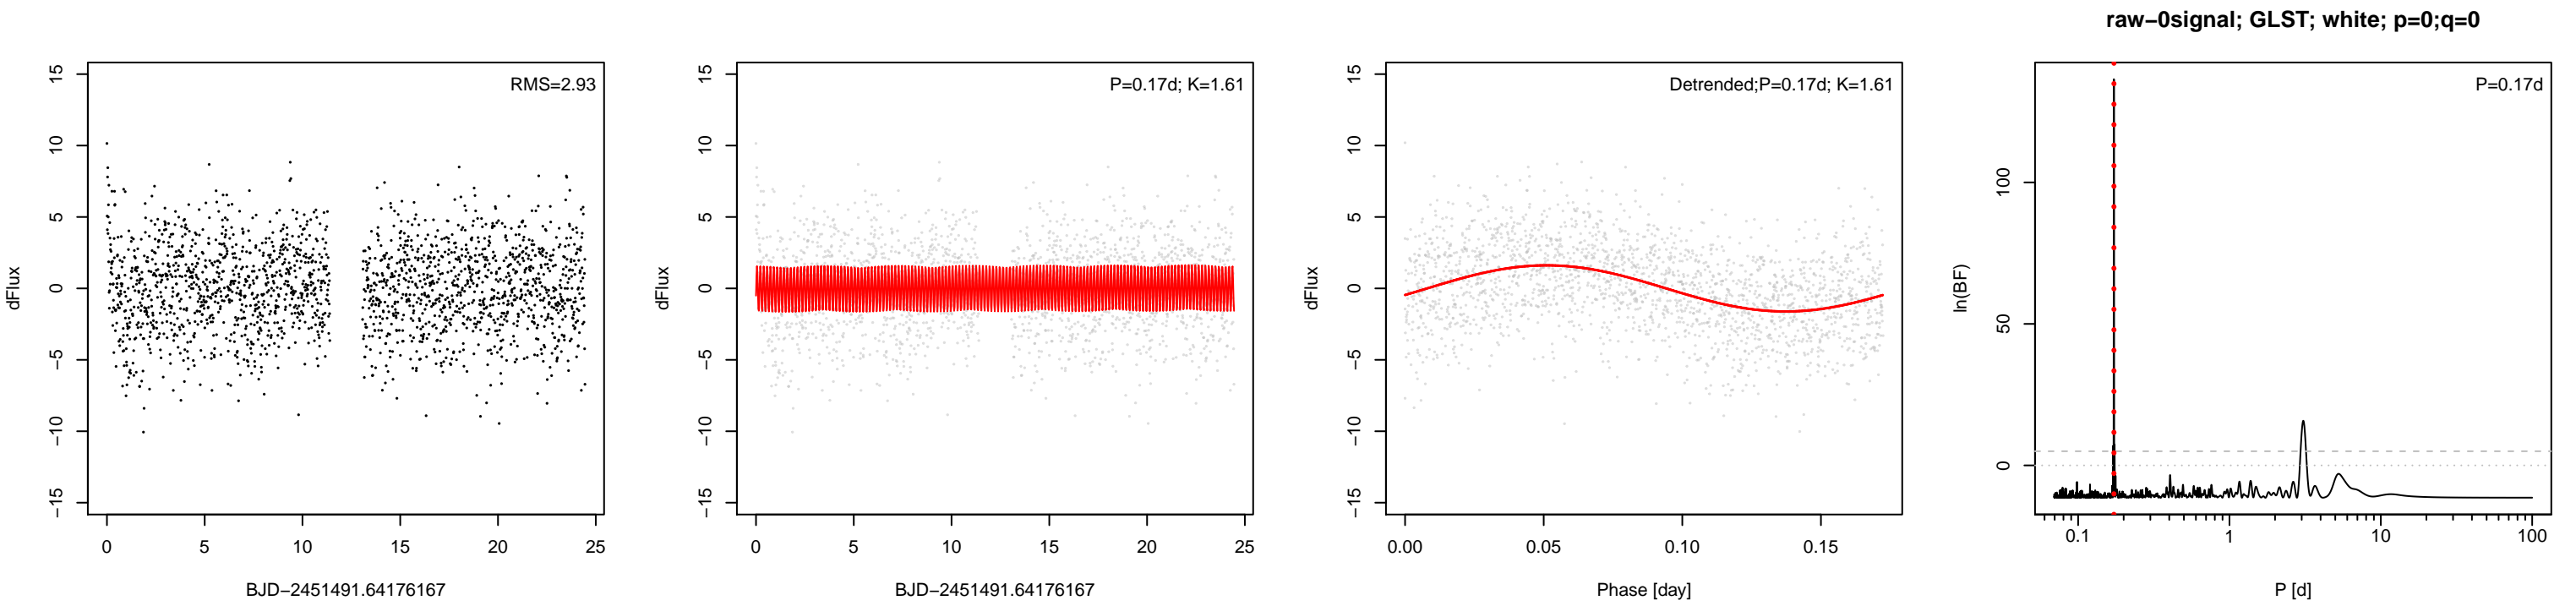 raw−0signal; GLST; white; p=0;q=0
RMS=2.93
15
10
5
0
−5
−10
−15
dFlux
0 5 10 15 20 25
BJD−2451491.64176167
P=0.17d; K=1.61
15
10
5
0
−5
−10
−15
dFlux
0 5 10 15 20 25
BJD−2451491.64176167
Detrended;P=0.17d; K=1.61
15
10
5
0
−5
−10
−15
dFlux
0.00 0.05 0.10 0.15
Phase [day]
P=0.17d
100
50
0
ln(BF)
0.1 1 10 100
P [d]